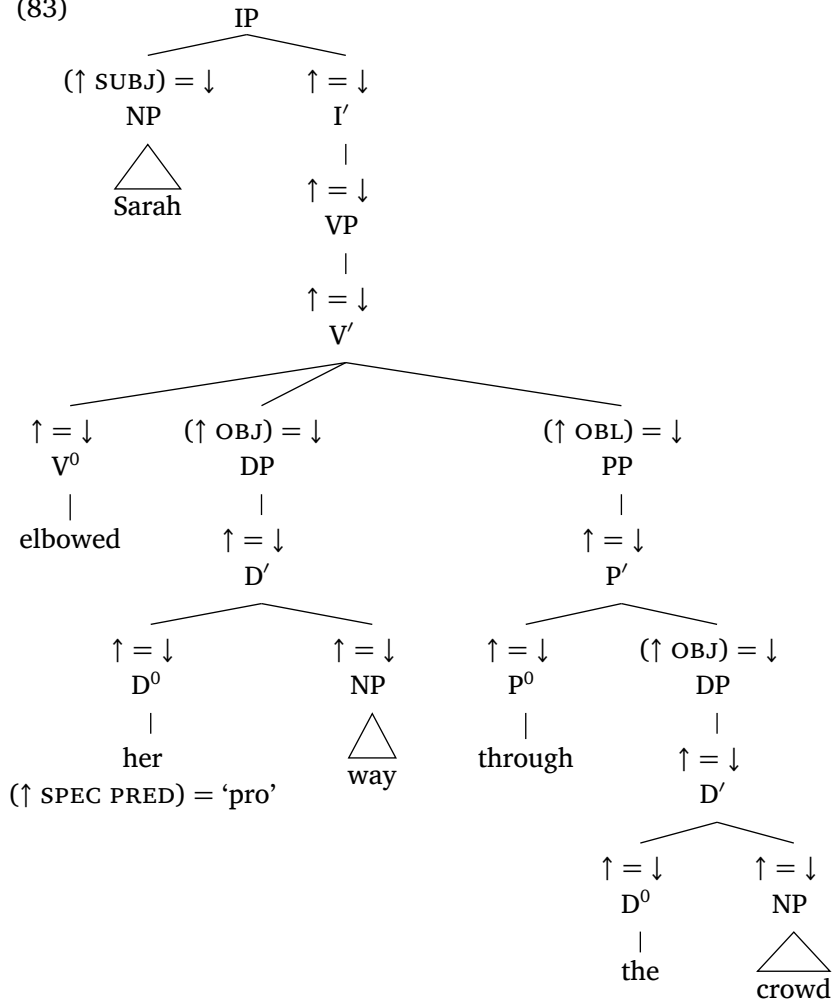 (83)
IP
(↑ SUBJ) = ↓ ↑ = ↓
NP I′
Sarah ↑ = ↓
VP
↑ = ↓
V′
↑ = ↓ (↑ OBJ) = ↓ (↑ OBL) = ↓
V⁰ DP PP
elbowed ↑ = ↓ ↑ = ↓
D′ P′
↑ = ↓ ↑ = ↓ ↑ = ↓ (↑ OBJ) = ↓
D⁰ NP P⁰ DP
her way through ↑ = ↓
(↑ SPEC PRED) = ‘pro’ D′
↑ = ↓ ↑ = ↓
D⁰ NP
the crowd